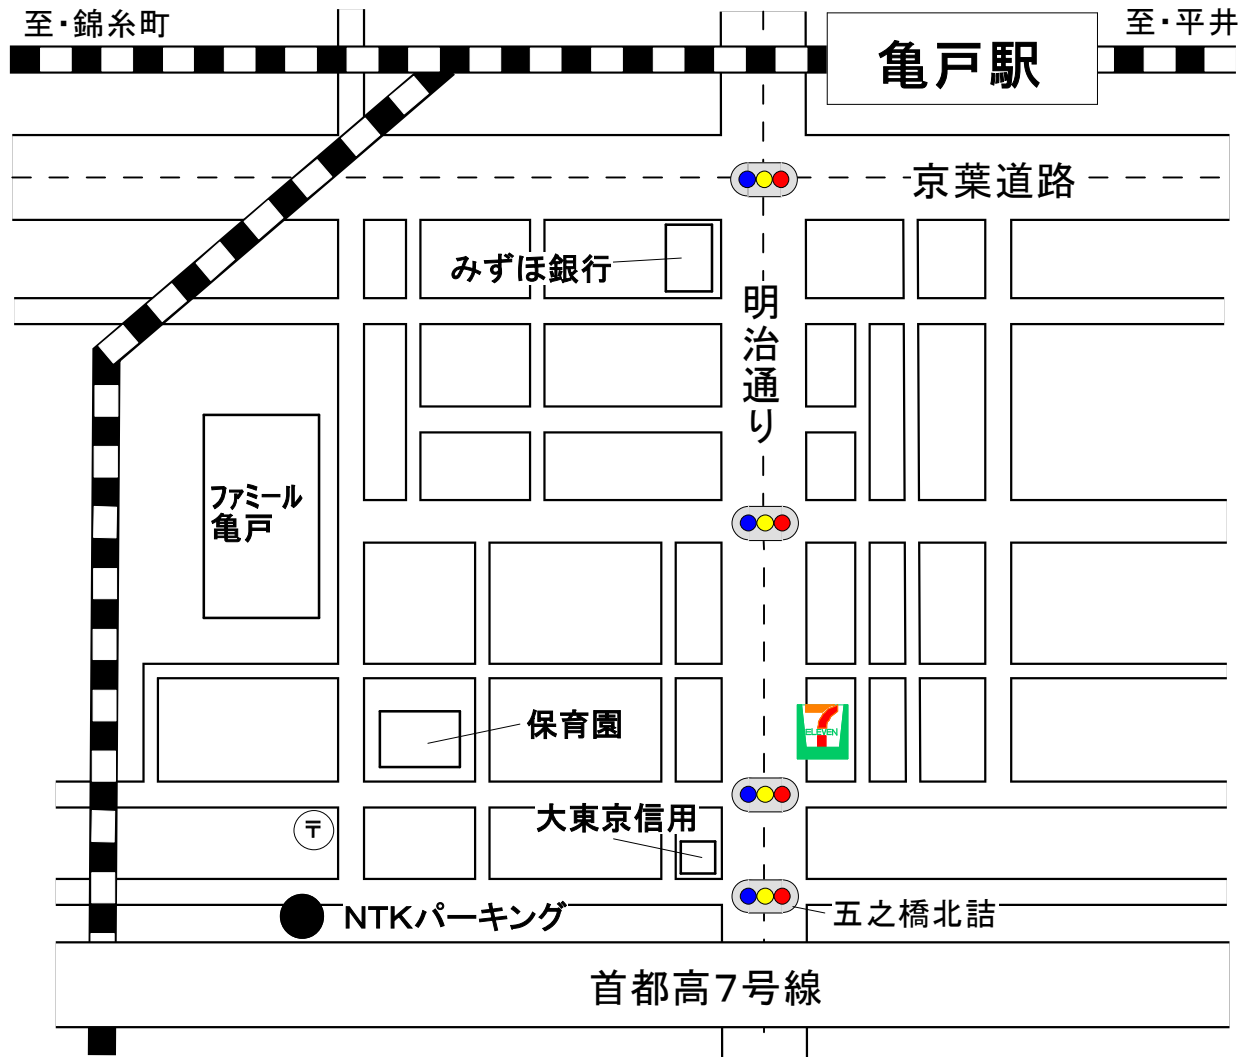 至・錦糸町
至・平井
亀戸駅
京葉道路
みずほ銀行
明治通り
ファミール
亀戸
保育園
ELEVEN
大東京信用
〒
NTKパーキング
五之橋北詰
首都高7号線